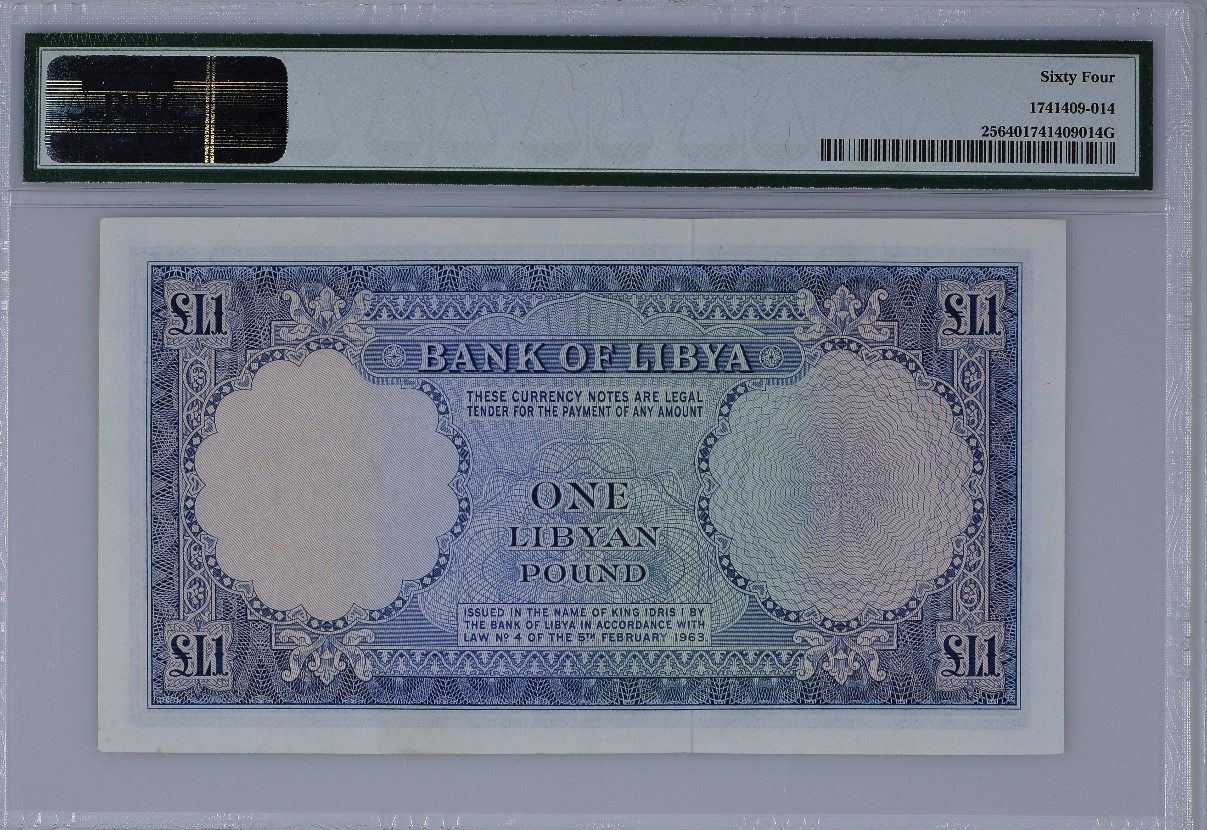 Sixty Four
1741409-014
256401741409014G
£L1 £L1
BANK OF LIBYA
THESE CURRENCY NOTES ARE LEGAL
TENDER FOR THE PAYMENT OF ANY AMOUNT
ONE
LIBYAN
POUND
ISSUED IN THE NAME OF KING IDRIS I BY
THE BANK OF LIBYA IN ACCORDANCE WITH
LAW Nº 4 OF THE 5TH FEBRUARY 1963
£L1 £L1